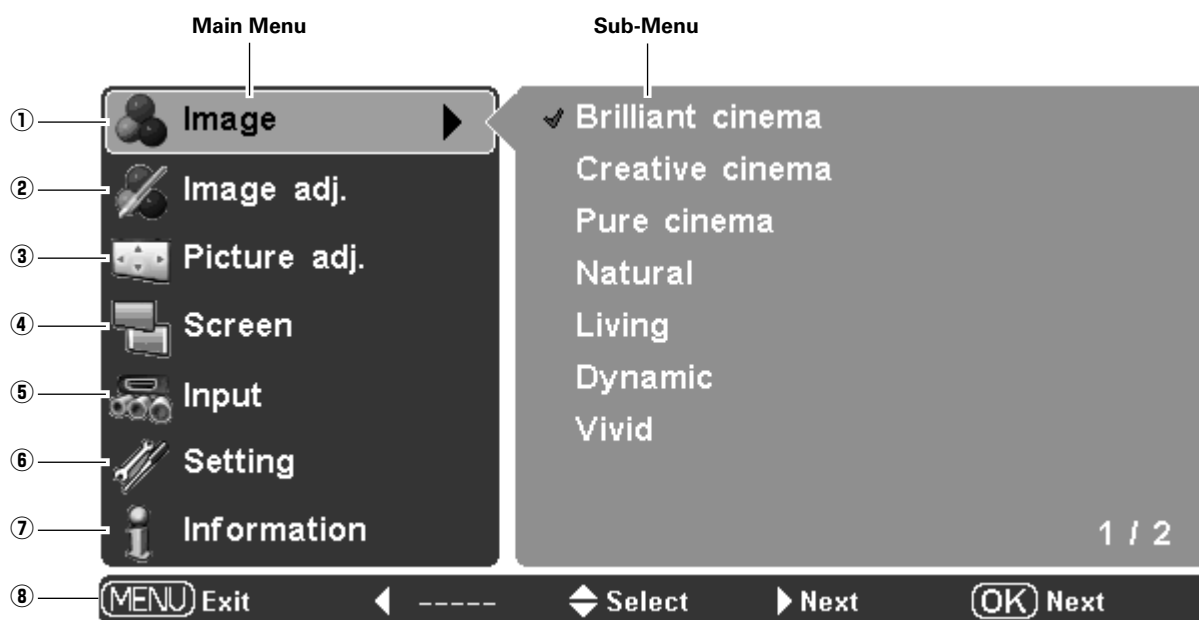 Main Menu
Sub-Menu
① Image
② Image adj.
③ Picture adj.
④ Screen
⑤ Input
⑥ Setting
⑦ Information
Brilliant cinema
Creative cinema
Pure cinema
Natural
Living
Dynamic
Vivid
1 / 2
⑧ MENU Exit ----- Select Next OK Next